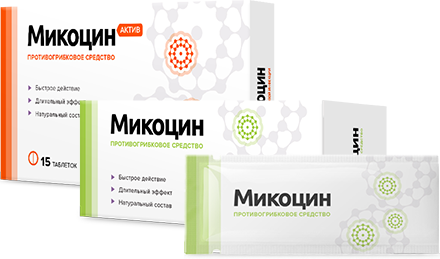 Микоцин
АКТИВ
ПРОТИВОГРИБКОВОЕ СРЕДСТВО
Быстрое действие
Длительный эффект
Натуральный состав
15 ТАБЛЕТОК
Микоцин
ПРОТИВОГРИБКОВОЕ СРЕДСТВО
Быстрое действие
Длительный эффект
Натуральный состав
Микоцин
ПРОТИВОГРИБКОВОЕ СРЕДСТВО